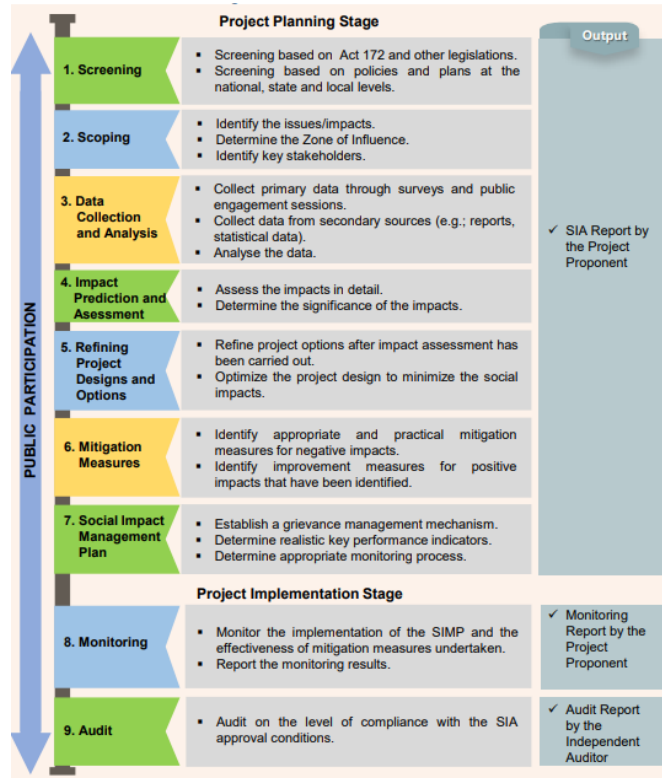 Project Planning Stage
Output
PUBLIC PARTICIPATION
1. Screening
▪ Screening based on Act 172 and other legislations.
▪ Screening based on policies and plans at the
national, state and local levels.
2. Scoping
▪ Identify the issues/impacts.
▪ Determine the Zone of Influence.
▪ Identify key stakeholders.
3. Data
Collection
and Analysis
▪ Collect primary data through surveys and public
engagement sessions.
▪ Collect data from secondary sources (e.g.; reports,
statistical data).
▪ Analyse the data.
✓ SIA Report by
the Project
Proponent
4. Impact
Prediction and
Asessment
▪ Assess the impacts in detail.
▪ Determine the significance of the impacts.
5. Refining
Project
Designs and
Options
▪ Refine project options after impact assessment has
been carried out.
▪ Optimize the project design to minimize the social
impacts.
6. Mitigation
Measures
▪ Identify appropriate and practical mitigation
measures for negative impacts.
▪ Identify improvement measures for positive
impacts that have been identified.
7. Social Impact
Management
Plan
▪ Establish a grievance management mechanism.
▪ Determine realistic key performance indicators.
▪ Determine appropriate monitoring process.
Project Implementation Stage
8. Monitoring
▪ Monitor the implementation of the SIMP and the
effectiveness of mitigation measures undertaken.
▪ Report the monitoring results.
✓ Monitoring
Report by the
Project
Proponent
9. Audit
▪ Audit on the level of compliance with the SIA
approval conditions.
✓ Audit Report
by the
Independent
Auditor